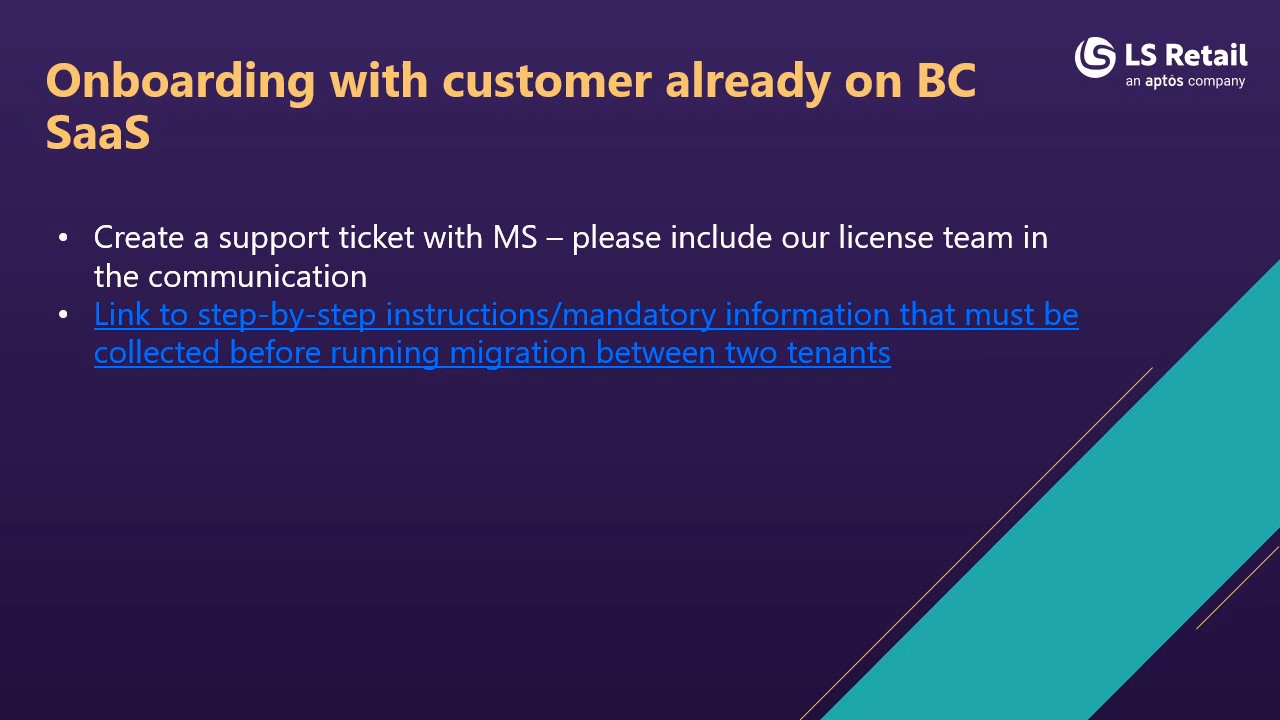 LS Retail
an aptos company
Onboarding with customer already on BC
SaaS
• Create a support ticket with MS – please include our license team in
the communication
• Link to step-by-step instructions/mandatory information that must be
collected before running migration between two tenants